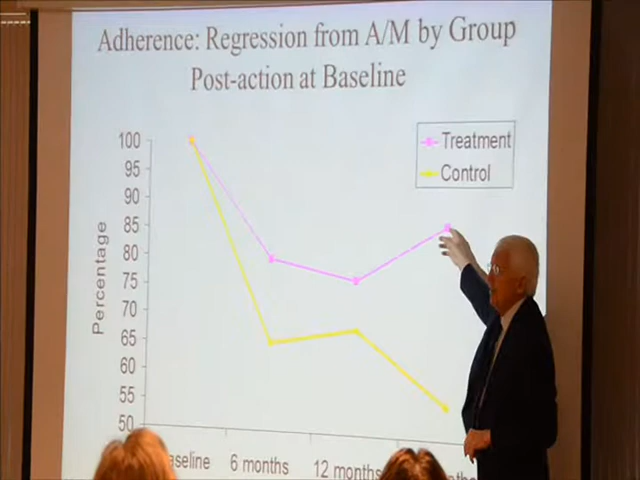 Adherence: Regression from A/M by Group
Post-action at Baseline
Treatment
Control
100
95
90
85
80
75
70
65
60
55
50
Percentage
6 months
12 months